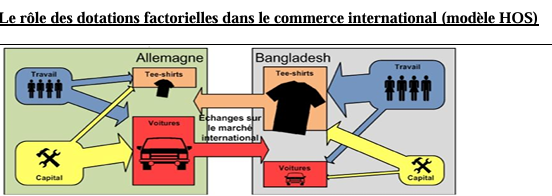 Le rôle des dotations factorielles dans le commerce international (modèle HOS)
Allemagne
Bangladesh
Travail
Tee-shirts
Tee-shirts
Travail
Voitures
Échanges sur
le marché
international
Capital
Voitures
Capital